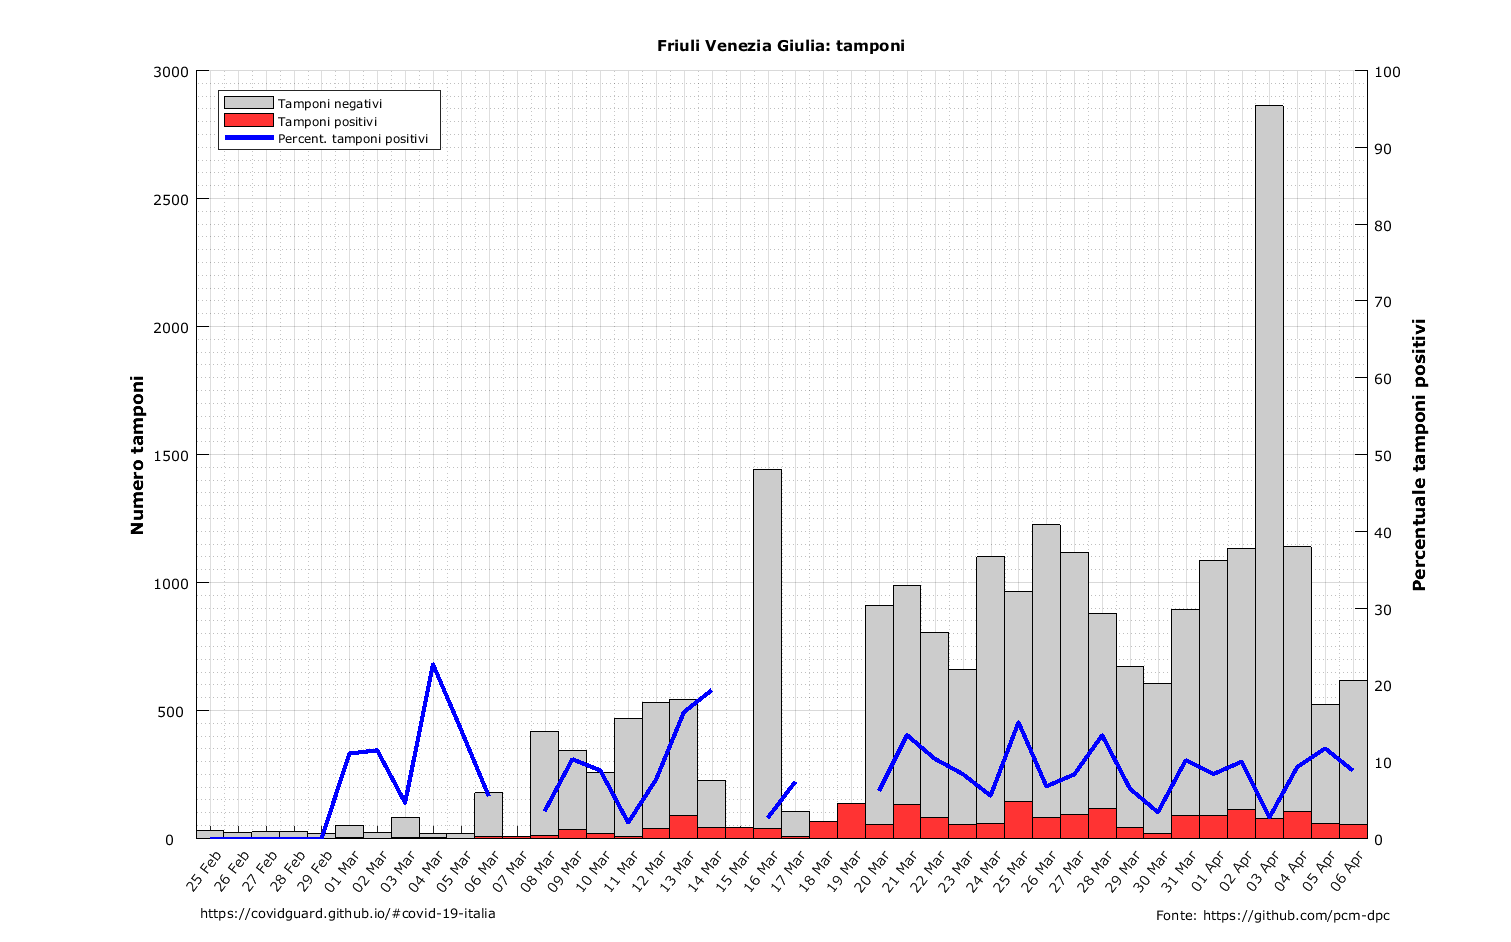 Friuli Venezia Giulia: tamponi
Tamponi negativi
Tamponi positivi
Percent. tamponi positivi
Numero tamponi
3000
2500
2000
1500
1000
500
0
Percentuale tamponi positivi
100
90
80
70
60
50
40
30
20
10
0
25 Feb
26 Feb
27 Feb
28 Feb
29 Feb
01 Mar
02 Mar
03 Mar
04 Mar
05 Mar
06 Mar
07 Mar
08 Mar
09 Mar
10 Mar
11 Mar
12 Mar
13 Mar
14 Mar
15 Mar
16 Mar
17 Mar
18 Mar
19 Mar
20 Mar
21 Mar
22 Mar
23 Mar
24 Mar
25 Mar
26 Mar
27 Mar
28 Mar
29 Mar
30 Mar
31 Mar
01 Apr
02 Apr
03 Apr
04 Apr
05 Apr
06 Apr
https://covidguard.github.io/#covid-19-italia
Fonte: https://github.com/pcm-dpc